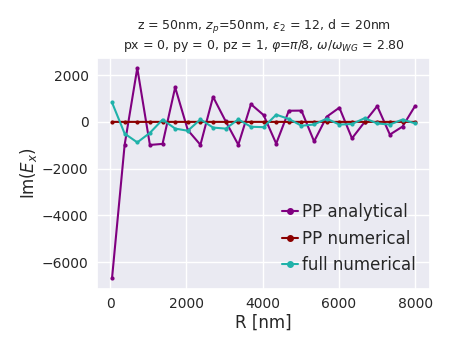 z = 50nm, z_p=50nm, ε_2 = 12, d = 20nm
px = 0, py = 0, pz = 1, φ=π/8, ω/ω_WG = 2.80
2000
0
−2000
−4000
−6000
Im(E_x)
PP analytical
PP numerical
full numerical
0 2000 4000 6000 8000
R [nm]